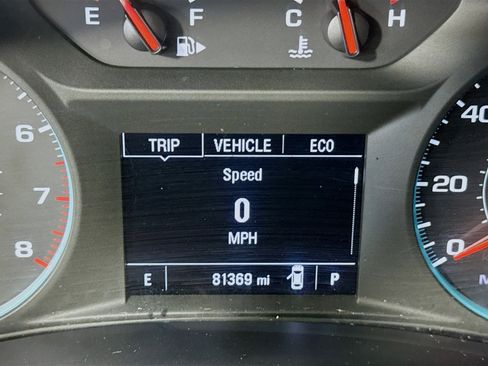 E F C H
TRIP VEHICLE ECO
Speed
0
MPH
E 81369 mi P
6
7
8
40
20
0